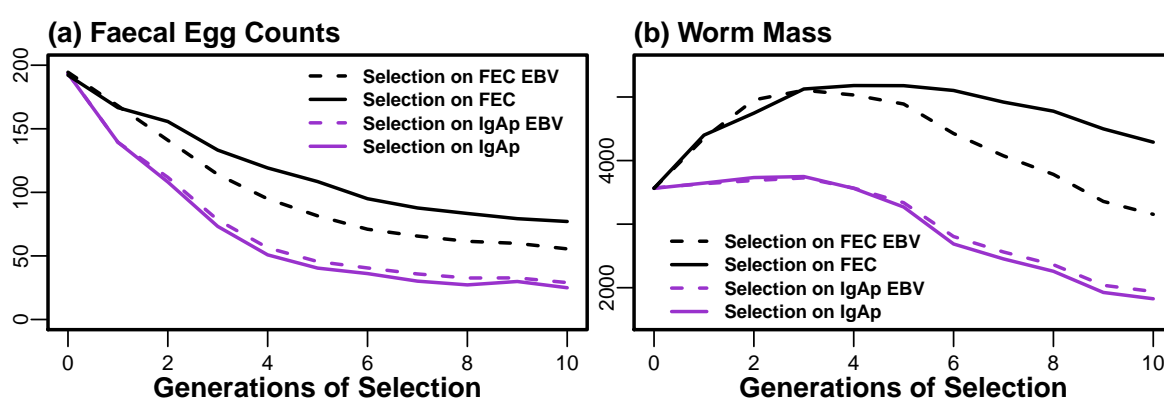 (a) Faecal Egg Counts
200
150
100
50
0
Selection on FEC EBV
Selection on FEC
Selection on IgAp EBV
Selection on IgAp
0 2 4 6 8 10
Generations of Selection
(b) Worm Mass
4000
2000
Selection on FEC EBV
Selection on FEC
Selection on IgAp EBV
Selection on IgAp
0 2 4 6 8 10
Generations of Selection